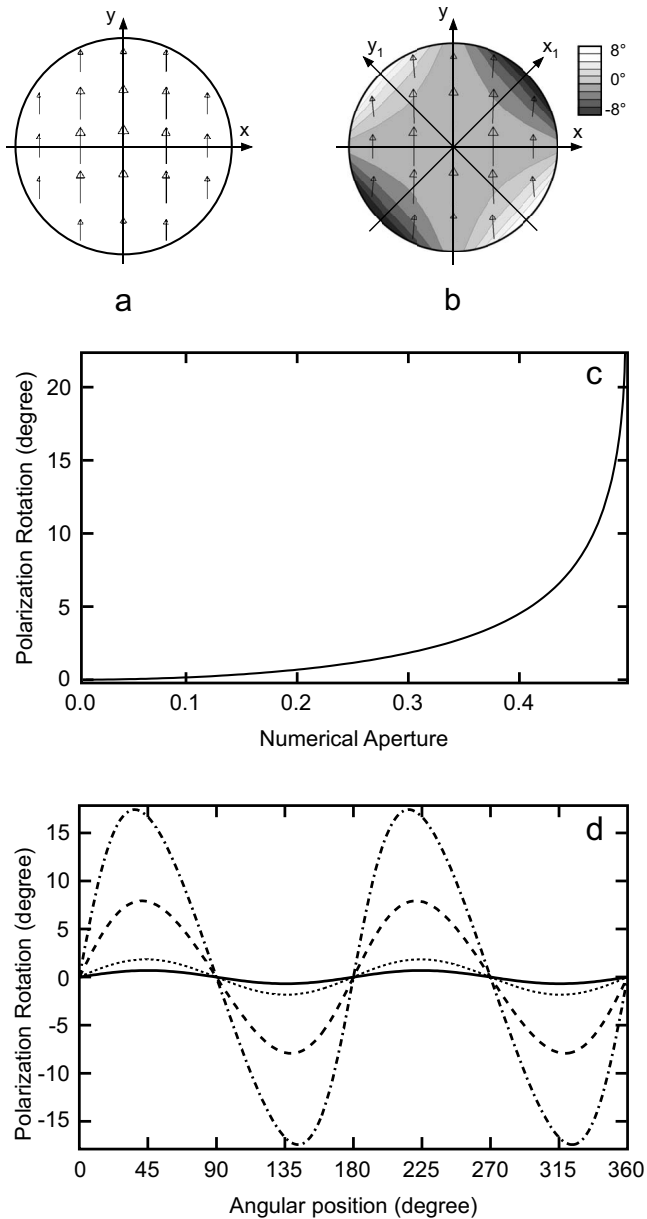 y
x
a
y1
y
x1
x
8°
0°
-8°
b
c
Polarization Rotation (degree)
20
15
10
5
0
0.0 0.1 0.2 0.3 0.4
Numerical Aperture
d
Polarization Rotation (degree)
15
10
5
0
-5
-10
-15
0 45 90 135 180 225 270 315 360
Angular position (degree)